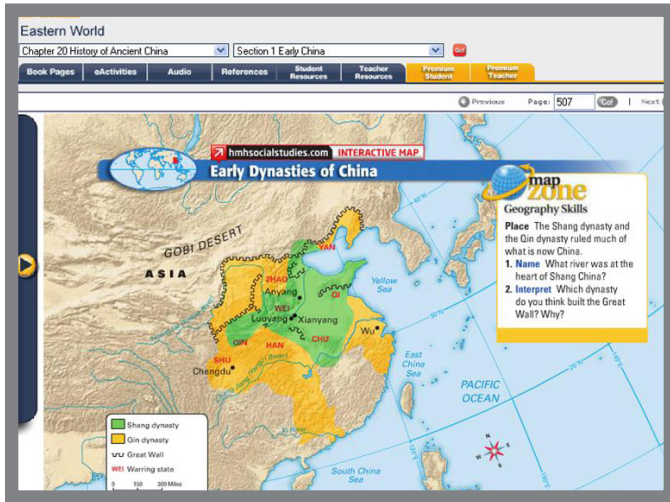 Eastern World
Chapter 20 History of Ancient China
Section 1 Early China
Go!
Book Pages
eActivities
Audio
References
Student Resources
Teacher Resources
Premium Student
Premium Teacher
Previous
Page:
507
Go!
|
Next
hmhsocialstudies.com INTERACTIVE MAP
Early Dynasties of China
map
zone
Geography Skills
Place The Shang dynasty and
the Qin dynasty ruled much of
what is now China.
1. Name What river was at the
heart of Shang China?
2. Interpret Which dynasty
do you think built the Great
Wall? Why?
GOBI DESERT
ASIA
YAN
ZHAO
Anyang
QI
Yellow
Sea
WEI
Luoyang
Xianyang
QIN
HAN
CHU
Wu
SHU
Chengdu
East
China
Sea
PACIFIC
OCEAN
South China
Sea
Shang dynasty
Qin dynasty
Great Wall
WEI Warring state
0 150 300 Miles
N
E
S
W